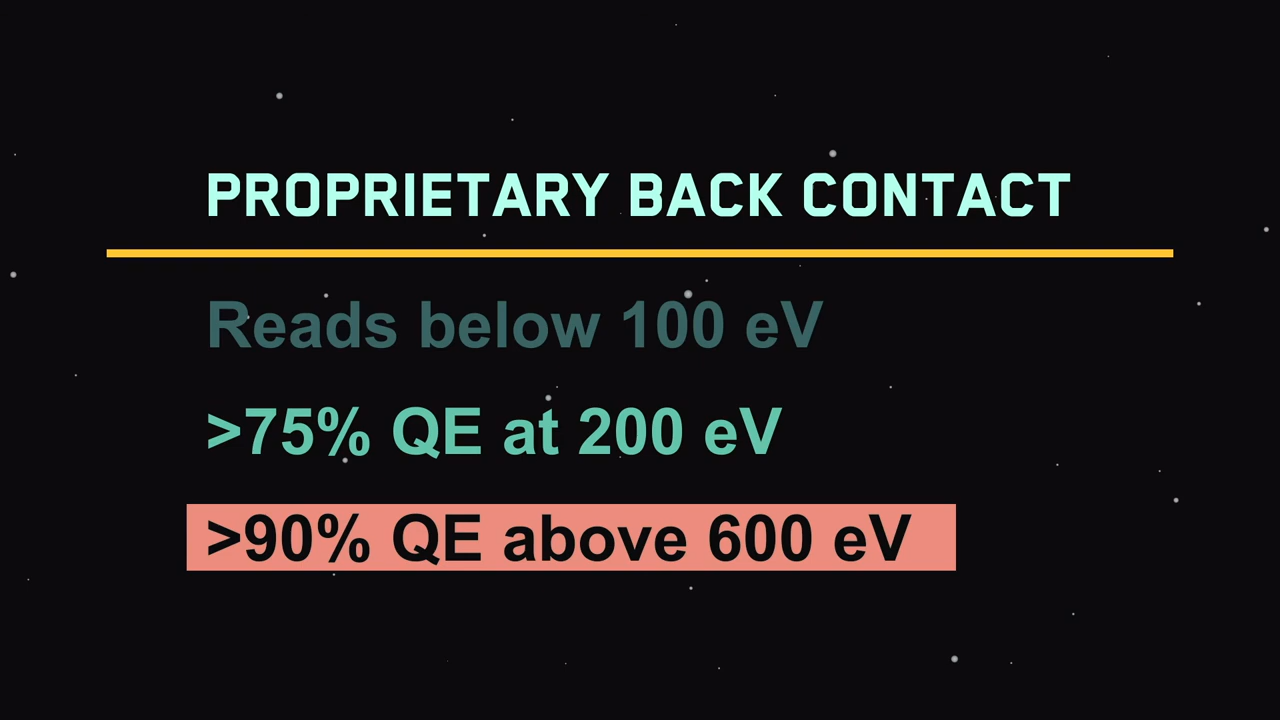 PROPRIETARY BACK CONTACT
Reads below 100 eV
>75% QE at 200 eV
>90% QE above 600 eV